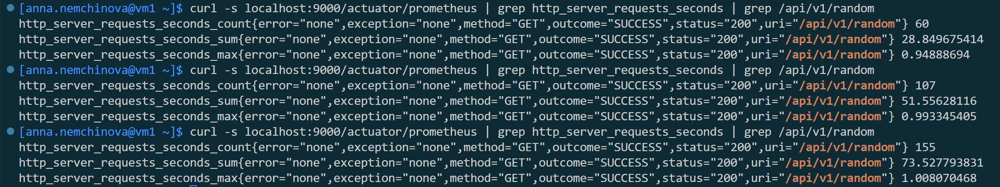 [anna.nemchinova@vm1 ~]$ curl -s localhost:9000/actuator/prometheus | grep http_server_requests_seconds | grep /api/v1/random
http_server_requests_seconds_count{error="none",exception="none",method="GET",outcome="SUCCESS",status="200",uri="/api/v1/random"} 60
http_server_requests_seconds_sum{error="none",exception="none",method="GET",outcome="SUCCESS",status="200",uri="/api/v1/random"} 28.849675414
http_server_requests_seconds_max{error="none",exception="none",method="GET",outcome="SUCCESS",status="200",uri="/api/v1/random"} 0.94888694
[anna.nemchinova@vm1 ~]$ curl -s localhost:9000/actuator/prometheus | grep http_server_requests_seconds | grep /api/v1/random
http_server_requests_seconds_count{error="none",exception="none",method="GET",outcome="SUCCESS",status="200",uri="/api/v1/random"} 107
http_server_requests_seconds_sum{error="none",exception="none",method="GET",outcome="SUCCESS",status="200",uri="/api/v1/random"} 51.55628116
http_server_requests_seconds_max{error="none",exception="none",method="GET",outcome="SUCCESS",status="200",uri="/api/v1/random"} 0.993345405
[anna.nemchinova@vm1 ~]$ curl -s localhost:9000/actuator/prometheus | grep http_server_requests_seconds | grep /api/v1/random
http_server_requests_seconds_count{error="none",exception="none",method="GET",outcome="SUCCESS",status="200",uri="/api/v1/random"} 155
http_server_requests_seconds_sum{error="none",exception="none",method="GET",outcome="SUCCESS",status="200",uri="/api/v1/random"} 73.527793831
http_server_requests_seconds_max{error="none",exception="none",method="GET",outcome="SUCCESS",status="200",uri="/api/v1/random"} 1.008070468